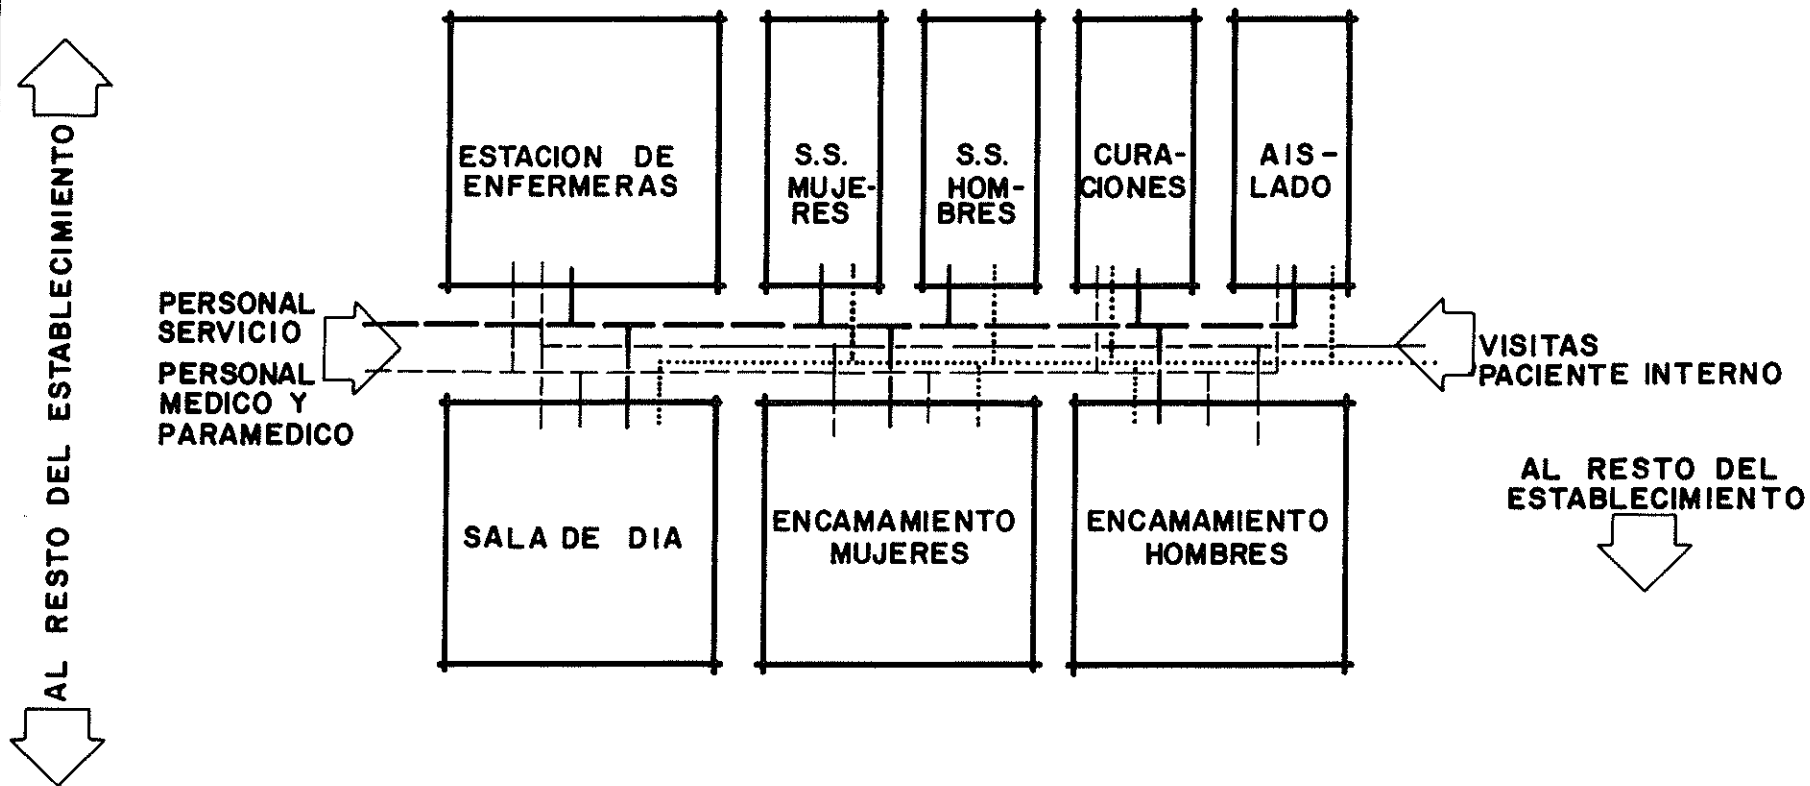 AL RESTO DEL ESTABLECIMIENTO
ESTACION DE
ENFERMERAS
S.S.
MUJE-
RES
S.S.
HOM-
BRES
CURA-
CIONES
AIS-
LADO
PERSONAL
SERVICIO
PERSONAL
MEDICO Y
PARAMEDICO
VISITAS
PACIENTE INTERNO
SALA DE DIA
ENCAMAMIENTO
MUJERES
ENCAMAMIENTO
HOMBRES
AL RESTO DEL
ESTABLECIMIENTO